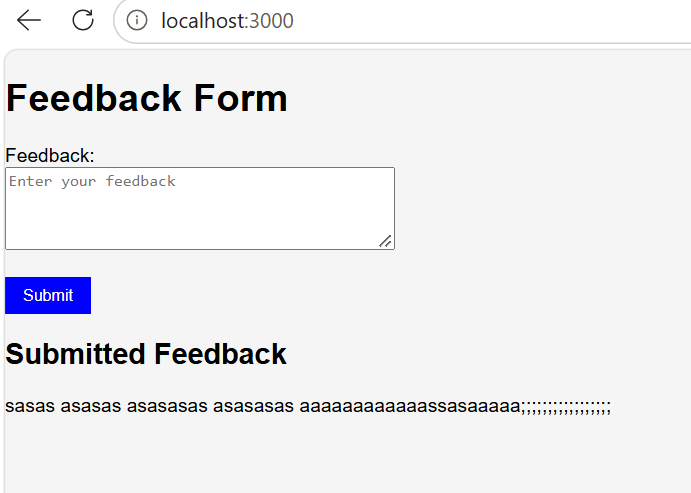 localhost:3000
Feedback Form
Feedback:
Enter your feedback
Submit
Submitted Feedback
sasas asasas asasasas asasasas aaaaaaaaaaaassasaaaaa;;;;;;;;;;;;;;;;;